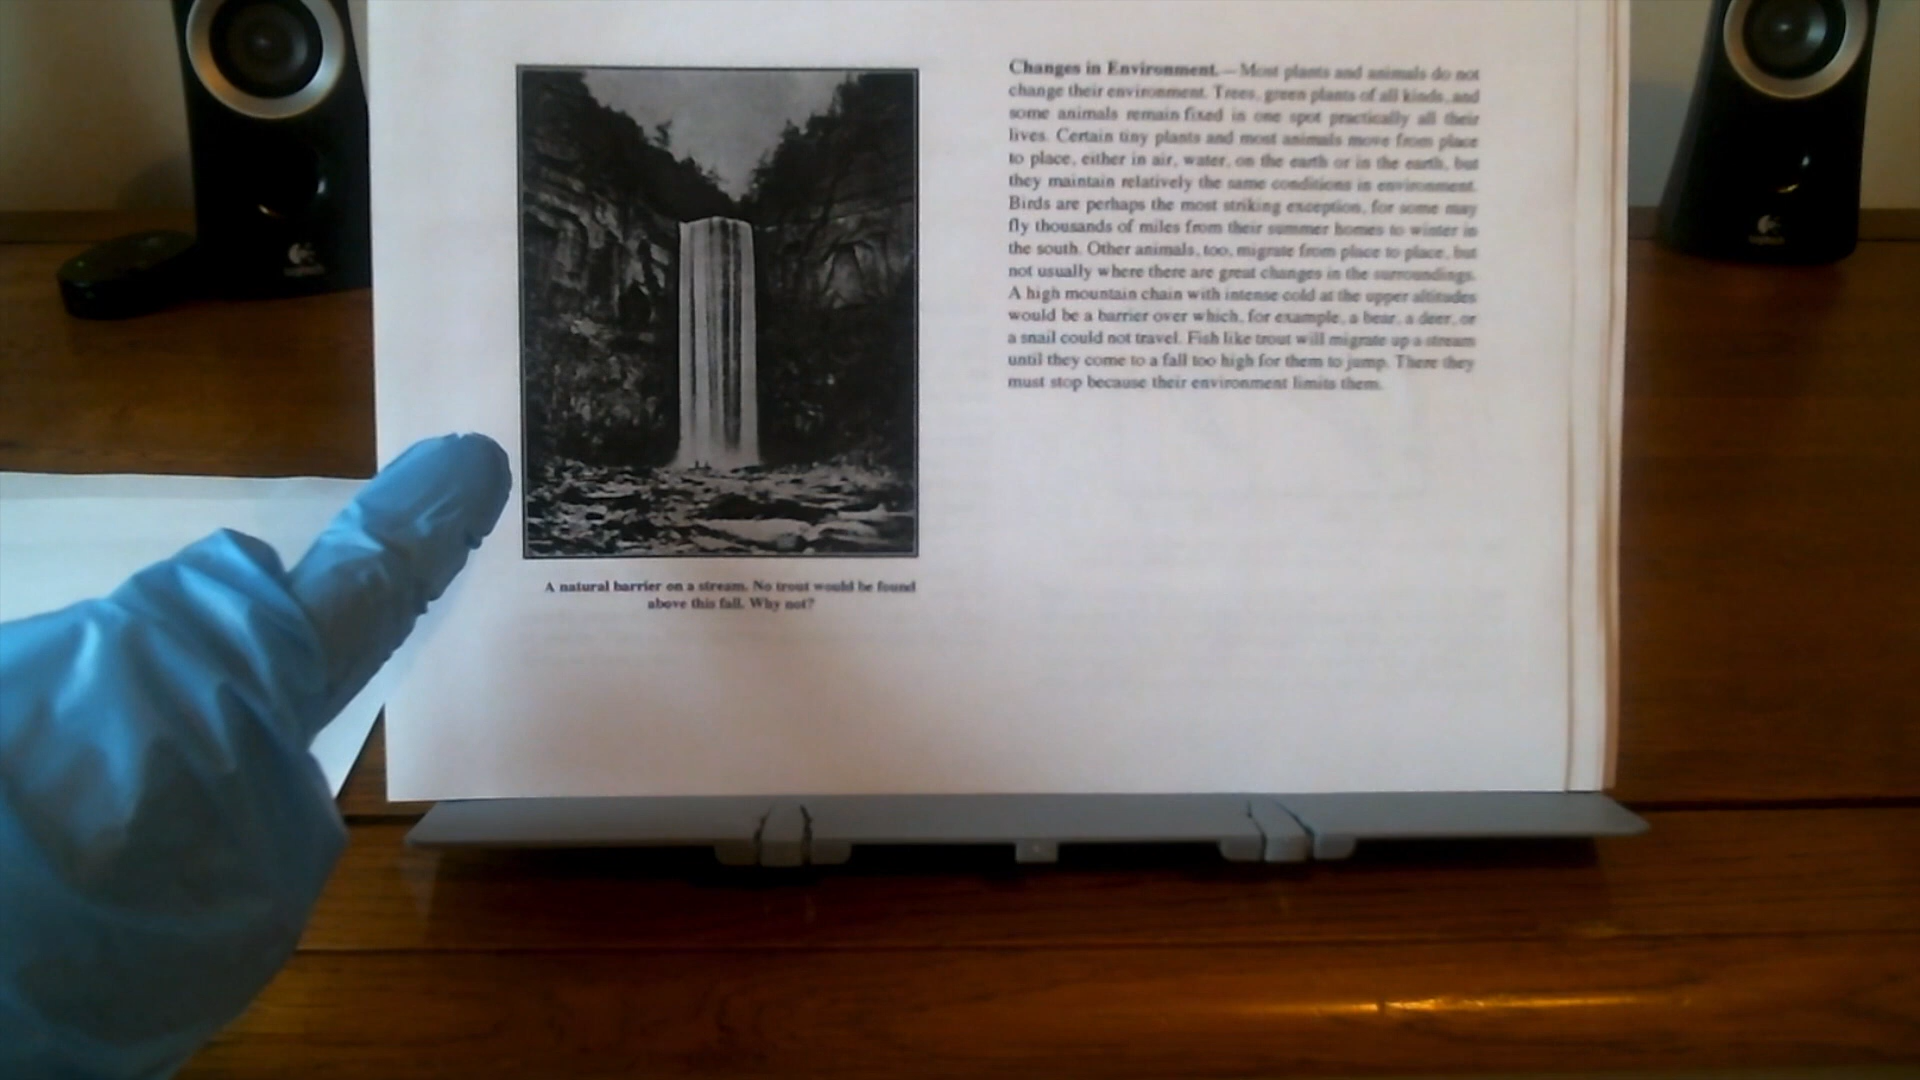 A natural barrier on a stream. No trout would be found
above this fall. Why not?
Changes in Environment.—Most plants and animals do not
change their environment. Trees, green plants of all kinds, and
some animals remain fixed in one spot practically all their
lives. Certain tiny plants and most animals move from place
to place, either in air, water, on the earth or in the earth, but
they maintain relatively the same conditions in environment.
Birds are perhaps the most striking exception, for some may
fly thousands of miles from their summer homes to winter in
the south. Other animals, too, migrate from place to place, but
not usually where there are great changes in the surroundings.
A high mountain chain with intense cold at the upper altitudes
would be a barrier over which, for example, a bear, a deer, or
a snail could not travel. Fish like trout will migrate up a stream
until they come to a fall too high for them to jump. There they
must stop because their environment limits them.